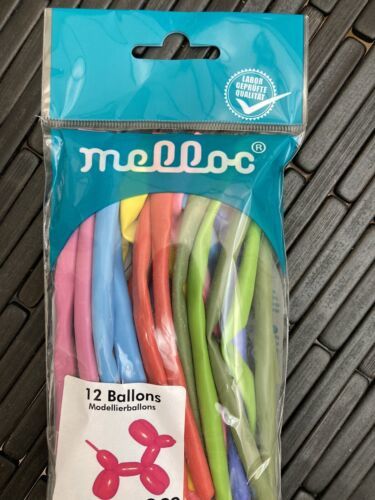 LABOR
GEPRÜFTE
QUALITÄT
melloc®
12 Ballons
Modellierballons